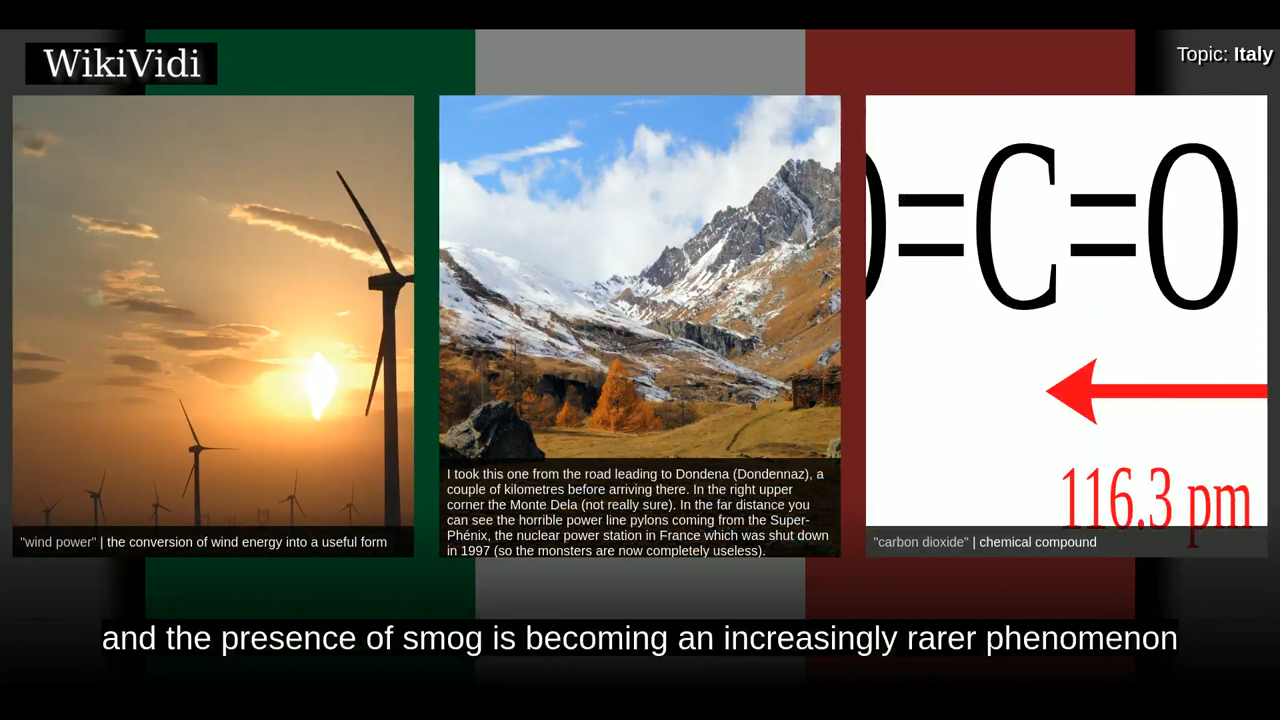 WikiVidi
Topic: Italy
O=C=O
116.3 pm
"wind power" | the conversion of wind energy into a useful form
I took this one from the road leading to Dondena (Dondennaz), a
couple of kilometres before arriving there. In the right upper
corner the Monte Dela (not really sure). In the far distance you
can see the horrible power line pylons coming from the Super-
Phénix, the nuclear power station in France which was shut down
in 1997 (so the monsters are now completely useless).
"carbon dioxide" | chemical compound
and the presence of smog is becoming an increasingly rarer phenomenon